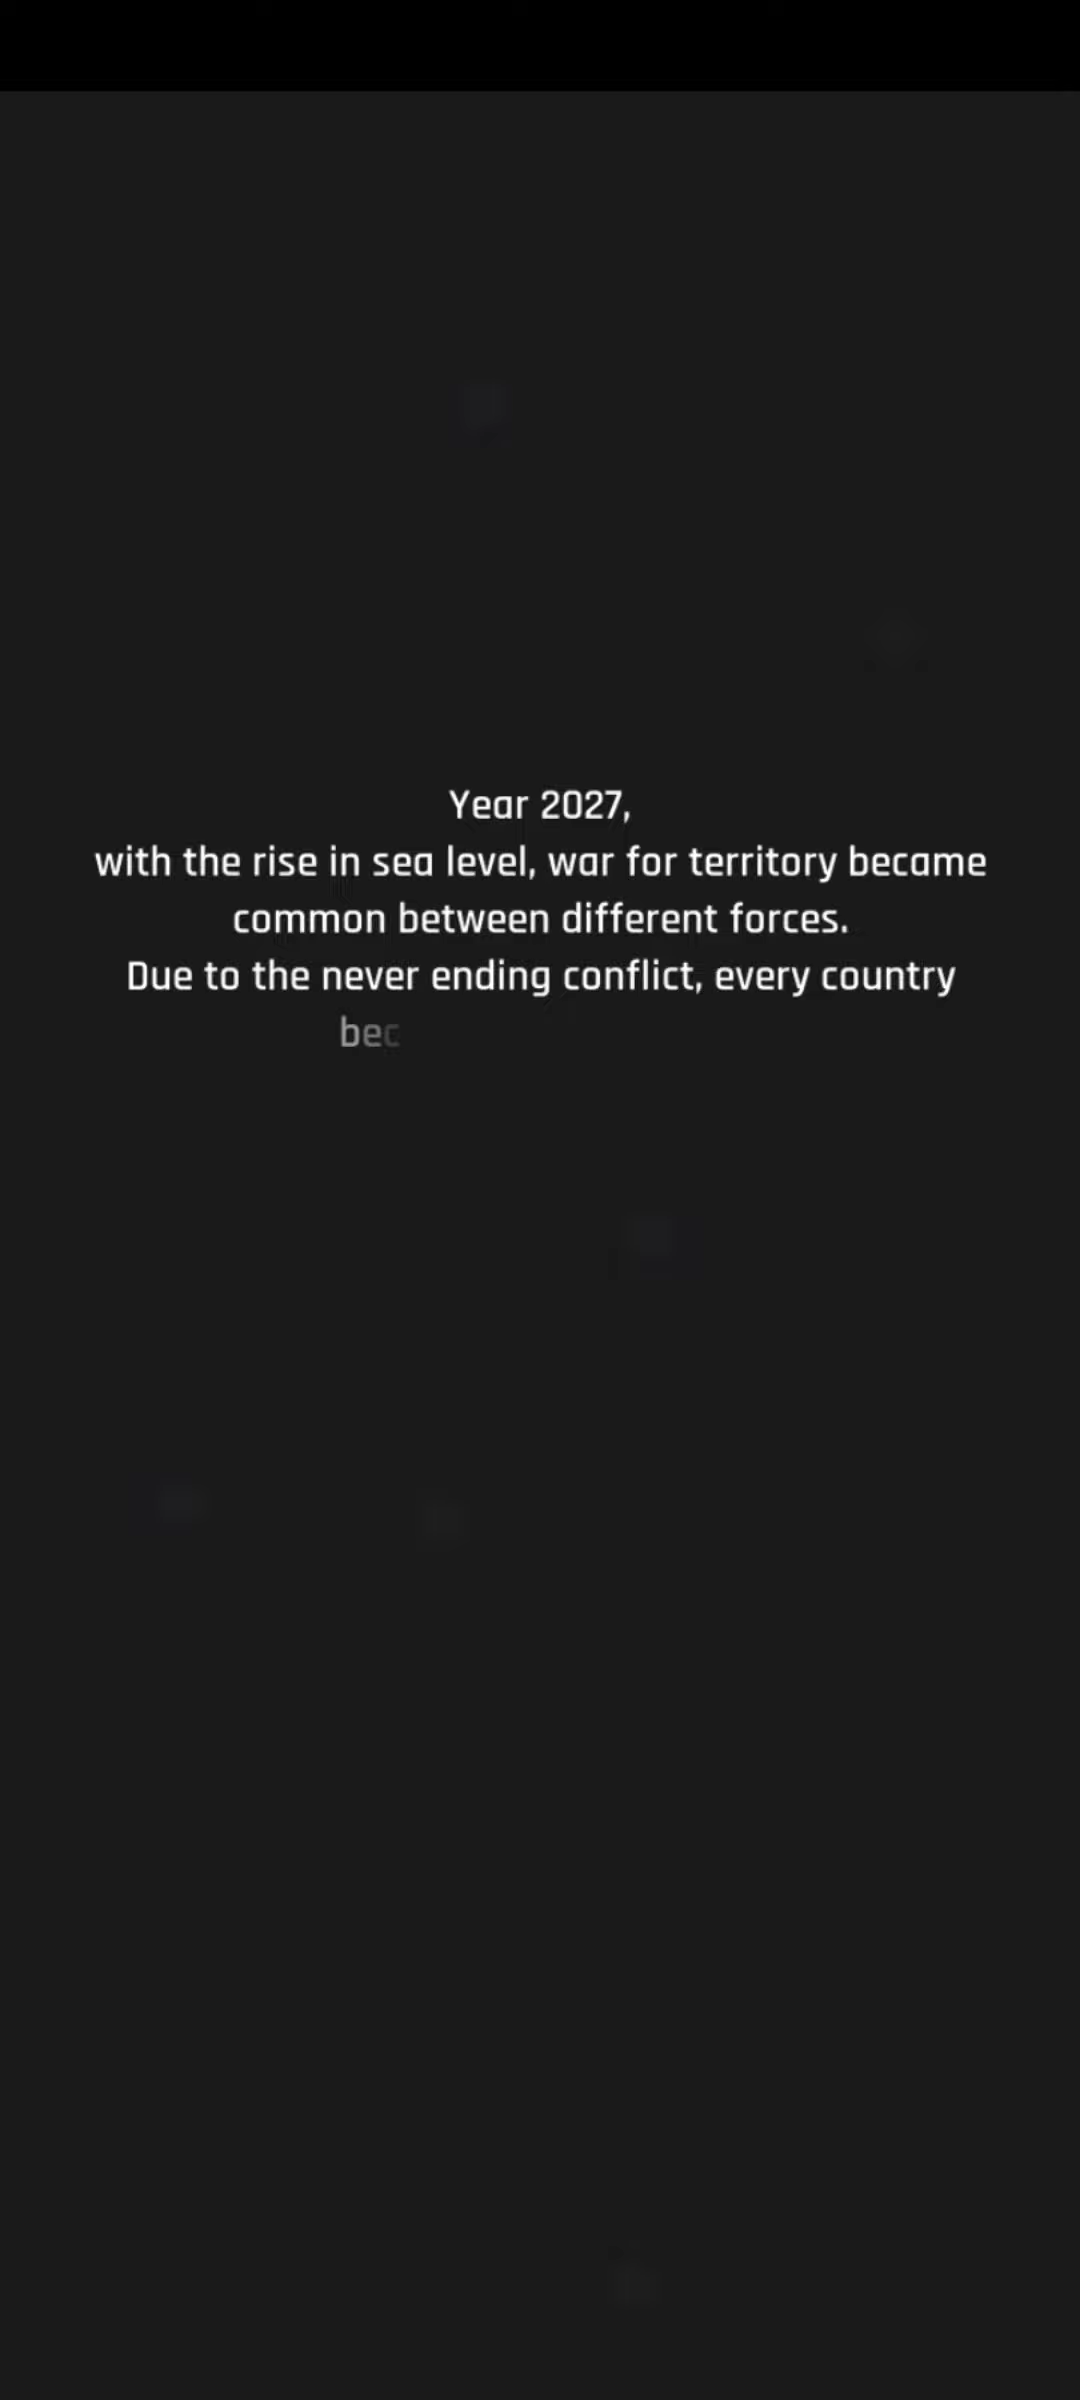 Year 2027,
with the rise in sea level, war for territory became
common between different forces.
Due to the never ending conflict, every country
bec